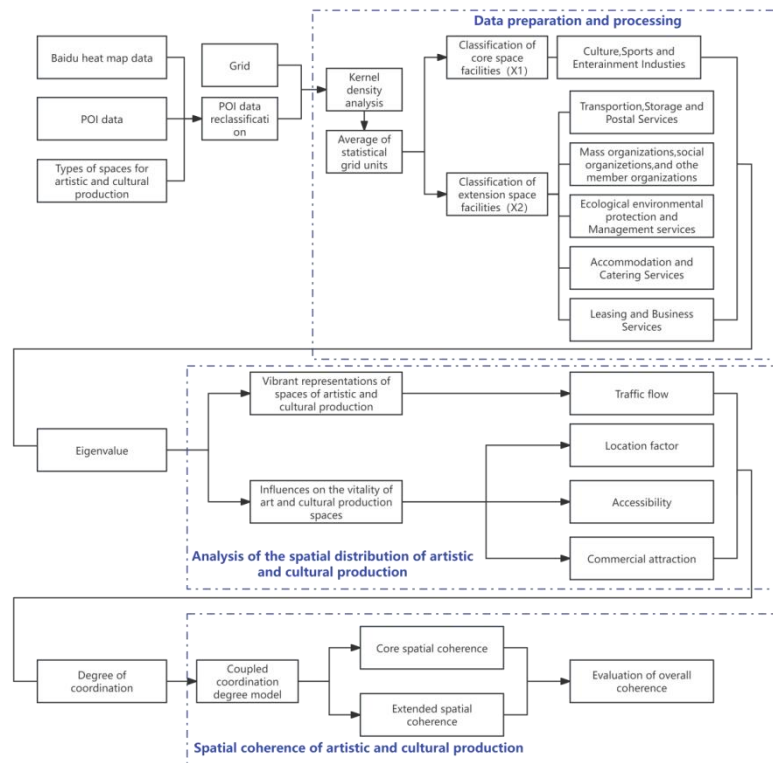 Data preparation and processing
Baidu heat map data
Grid
POI data
POI data
reclassificati
on
Types of spaces for
artistic and cultural
production
Kernel
density
analysis
Average of
statistical
grid units
Classification of
core space
facilities（X1）
Culture,Sports and
Enterainment Industies
Classification of
extension space
facilities（X2）
Transportion,Storage and
Postal Services
Mass organizations,social
organizetions,and othe
member organizations
Ecological environmental
protection and
Management services
Accommodation and
Catering Services
Leasing and Business
Services
Eigenvalue
Vibrant representations of
spaces of artistic and
cultural production
Traffic flow
Influences on the vitality of
art and cultural production
spaces
Location factor
Accessibility
Commercial attraction
Analysis of the spatial distribution of artistic
and cultural production
Degree of
coordination
Coupled
coordination
degree model
Core spatial coherence
Extended spatial
coherence
Evaluation of overall
coherence
Spatial coherence of artistic and cultural production